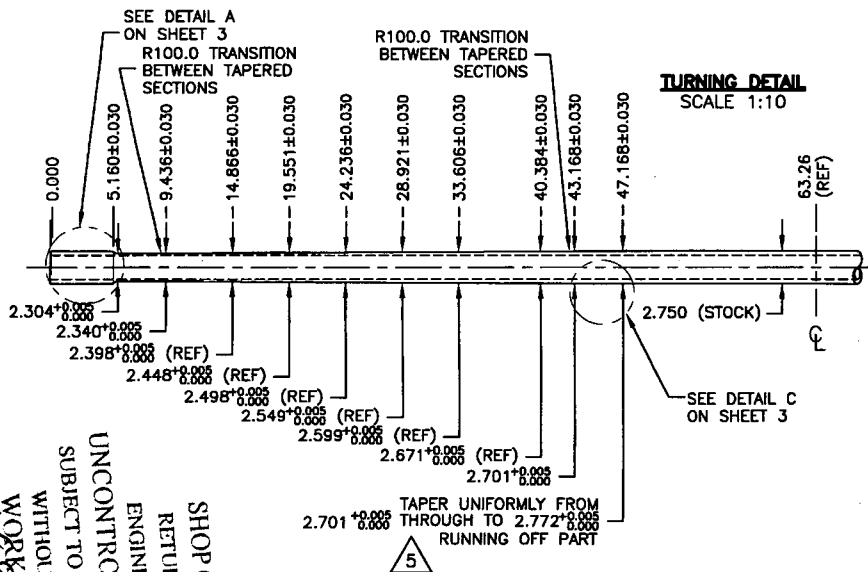 SEE DETAIL A
ON SHEET 3
R100.0 TRANSITION
BETWEEN TAPERED
SECTIONS
R100.0 TRANSITION
BETWEEN TAPERED
SECTIONS
TURNING DETAIL
SCALE 1:10
0.000
5.160±0.030
9.436±0.030
14.866±0.030
19.551±0.030
24.236±0.030
28.921±0.030
33.606±0.030
40.384±0.030
43.168±0.030
47.168±0.030
63.26
(REF)
2.304 +0.005 0.000
2.340 +0.005 0.000
2.398 +0.005 0.000 (REF)
2.448 +0.005 0.000 (REF)
2.498 +0.005 0.000 (REF)
2.549 +0.005 0.000 (REF)
2.599 +0.005 0.000 (REF)
2.671 +0.005 0.000 (REF)
2.701 +0.005 0.000
2.750 (STOCK)
SEE DETAIL C
ON SHEET 3
TAPER UNIFORMLY FROM
2.701 +0.005 0.000 THROUGH TO 2.772 +0.005 0.000
RUNNING OFF PART
5
SHOP
RETU
ENGIN
UNCONTRO
SUBJECT TO
WITHOU
WORK